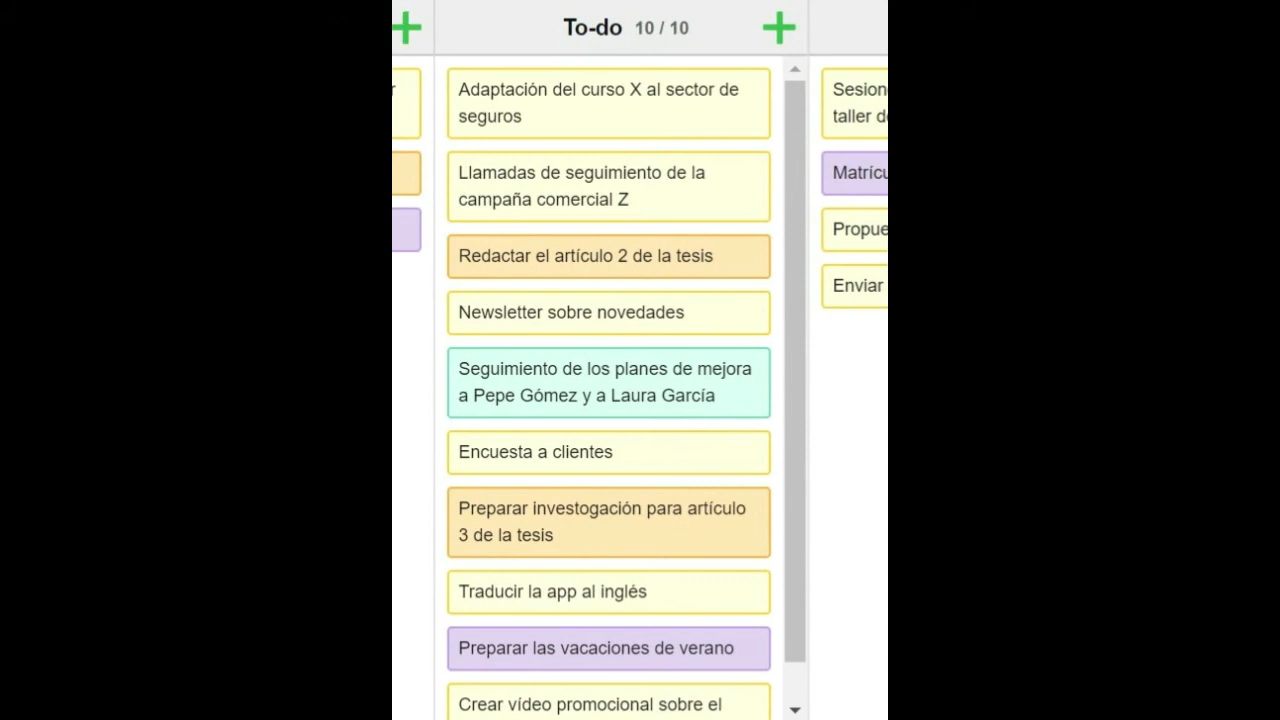 To-do 10 / 10
r
Adaptación del curso X al sector de
seguros
Llamadas de seguimiento de la
campaña comercial Z
Redactar el artículo 2 de la tesis
Newsletter sobre novedades
Seguimiento de los planes de mejora
a Pepe Gómez y a Laura García
Encuesta a clientes
Preparar investogación para artículo
3 de la tesis
Traducir la app al inglés
Preparar las vacaciones de verano
Crear vídeo promocional sobre el
Sesion
taller d
Matrícu
Propue
Enviar